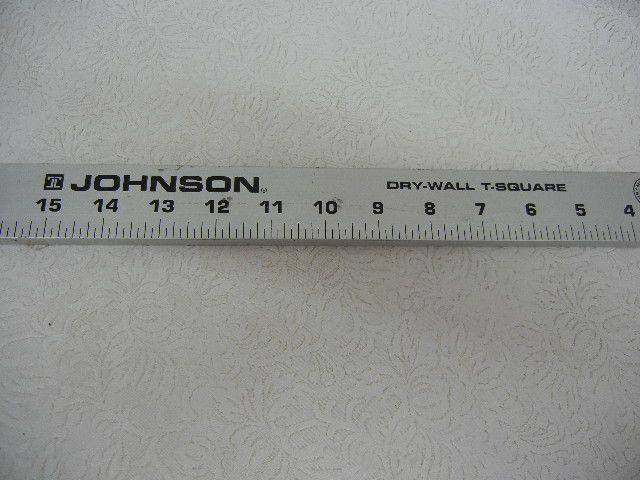 JOHNSON® DRY-WALL T-SQUARE
15 14 13 12 11 10 9 8 7 6 5 4